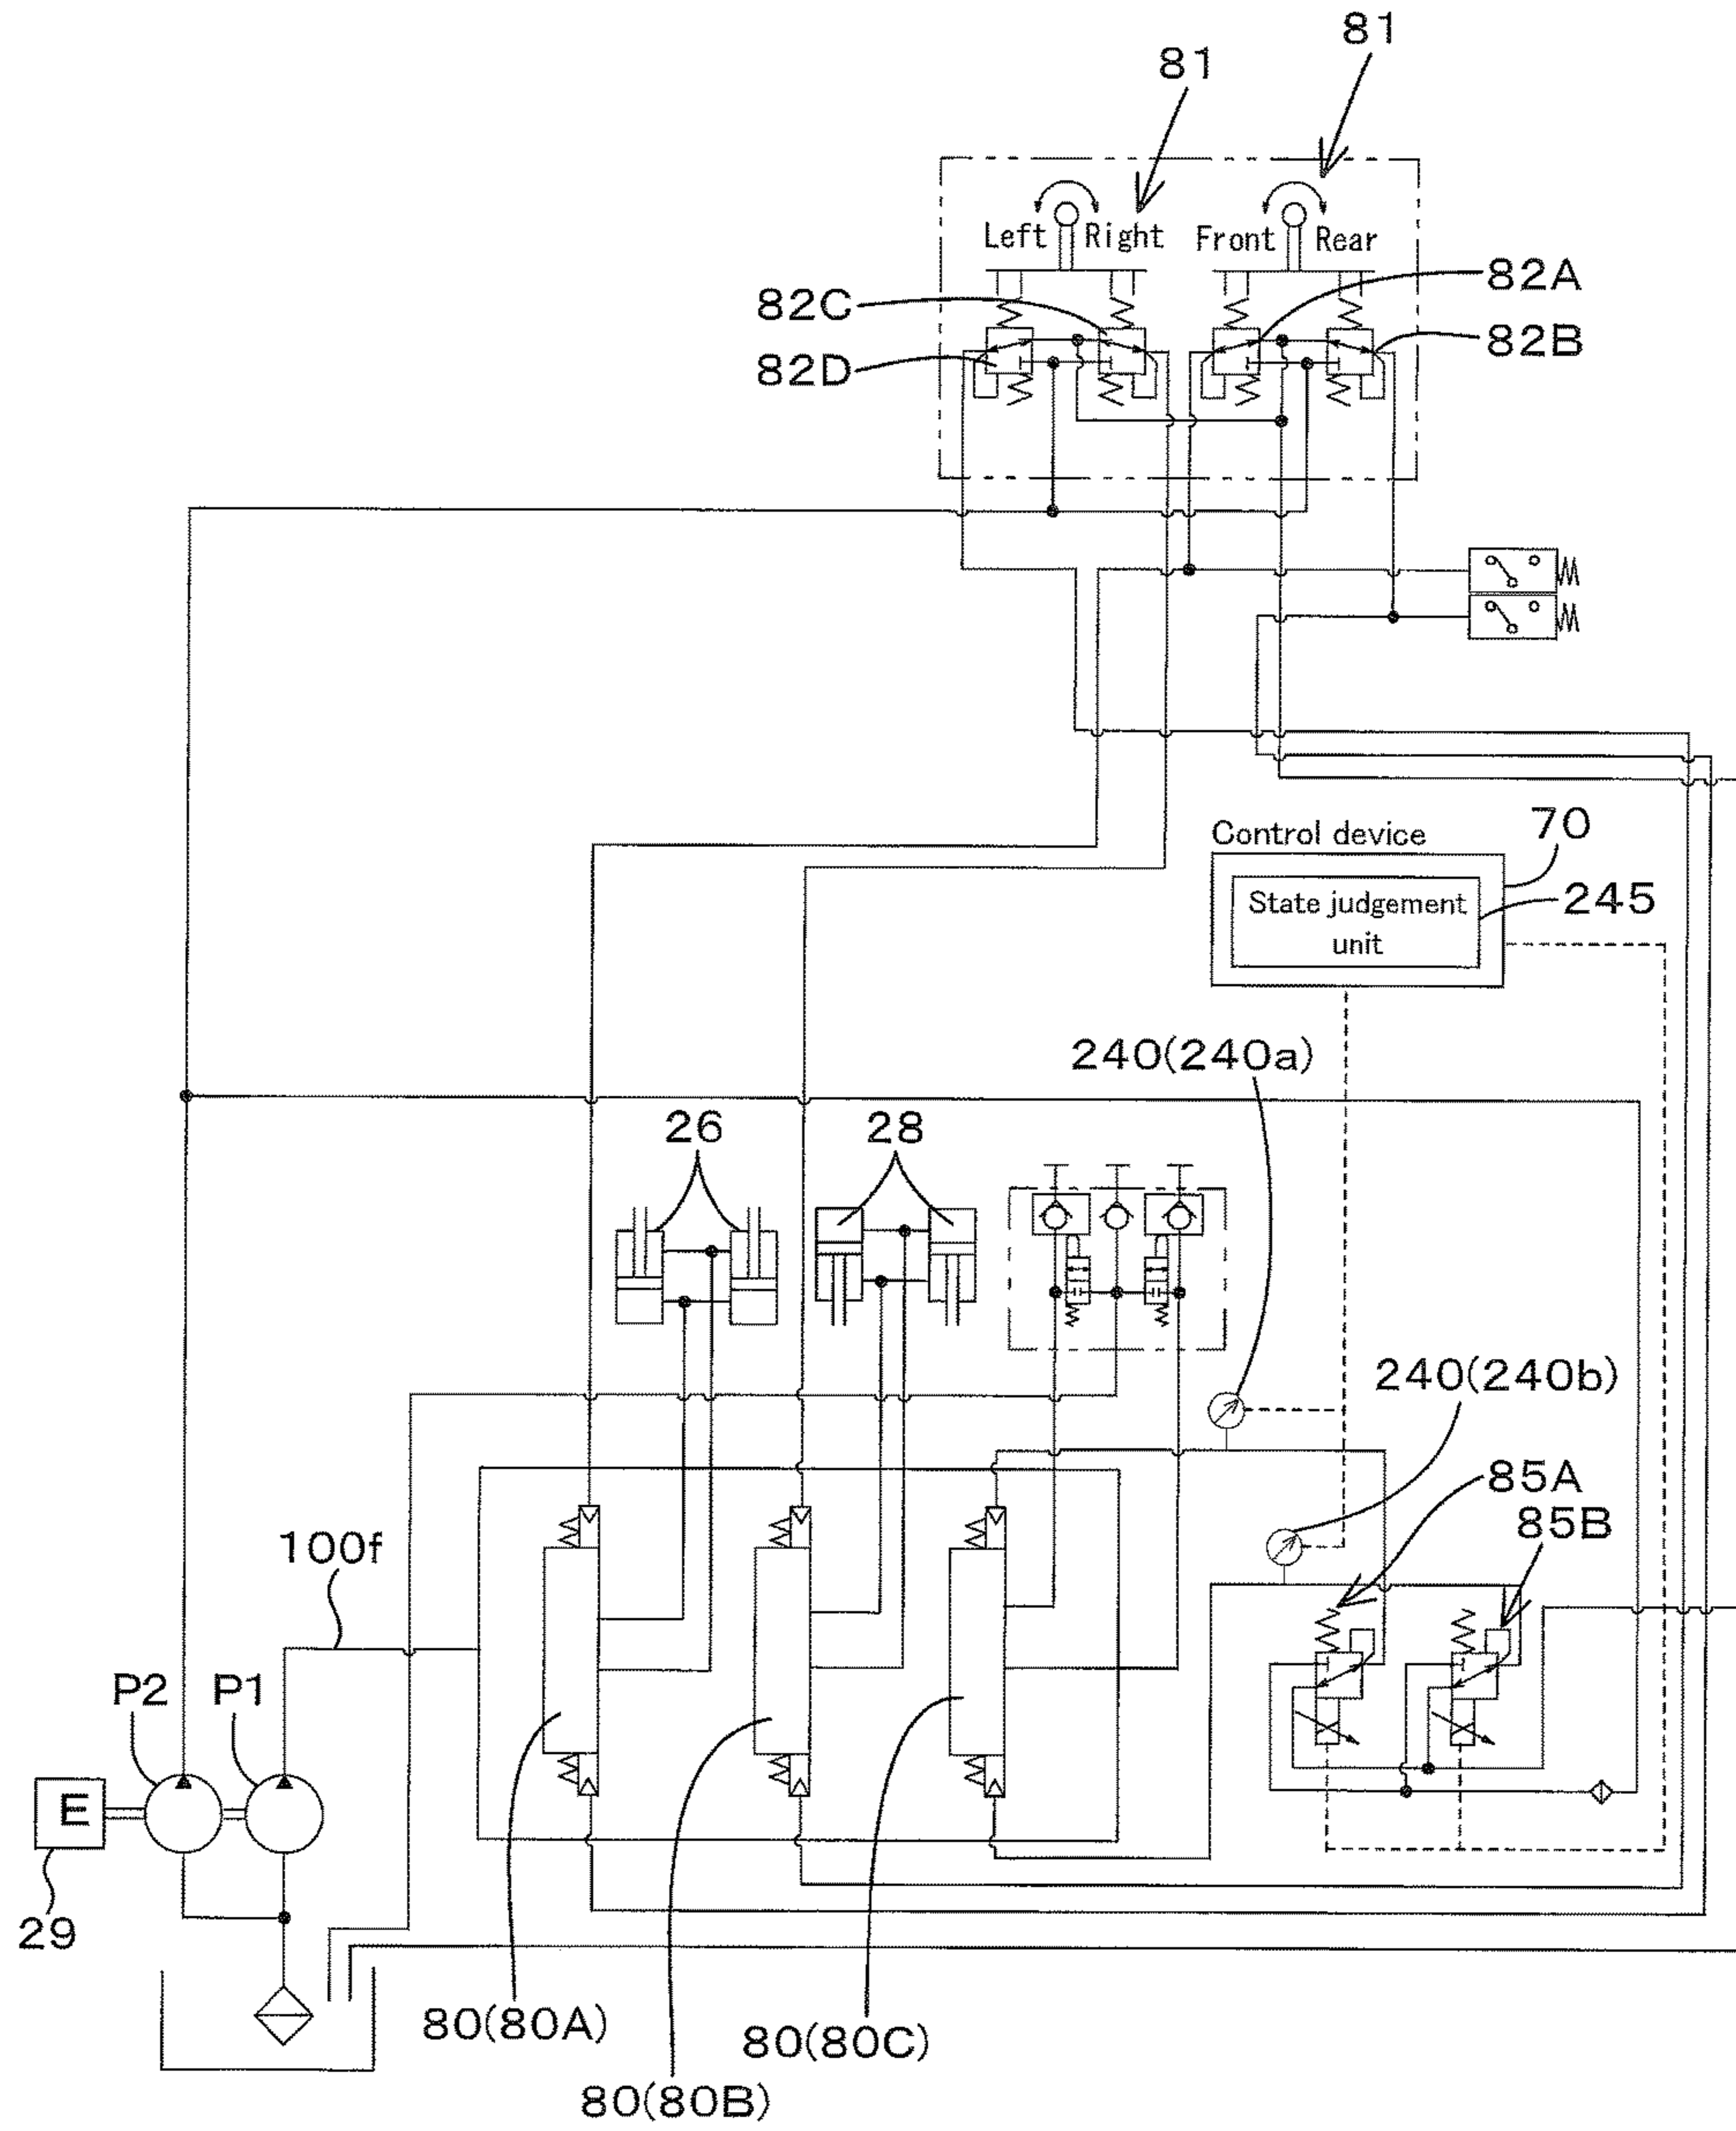 81
81
Left Right Front Rear
82C
82A
82D
82B
Control device
70
State judgement
unit
245
240(240a)
26
28
240(240b)
85A
85B
100f
P2
P1
E
29
80(80A)
80(80B)
80(80C)